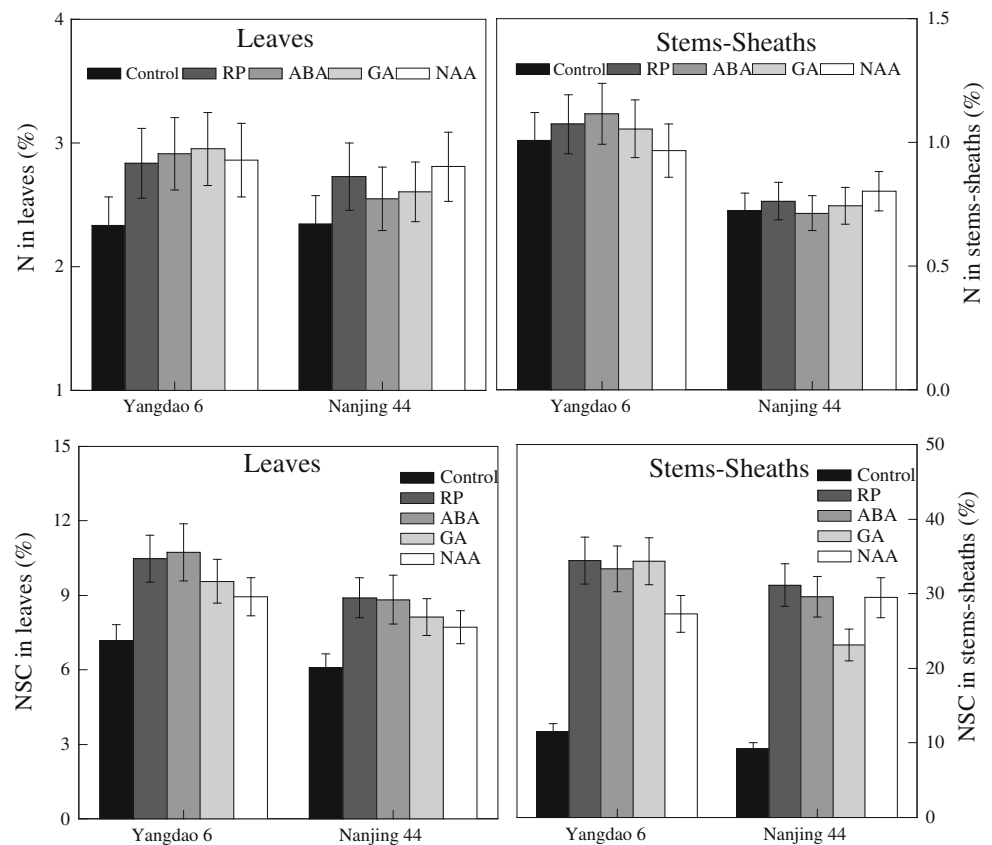 Leaves
Control RP ABA GA NAA
N in leaves (%)
4
3
2
1
Yangdao 6 Nanjing 44
Stems-Sheaths
Control RP ABA GA NAA
N in stems-sheaths (%)
1.5
1.0
0.5
0.0
Yangdao 6 Nanjing 44
Leaves
Control
RP
ABA
GA
NAA
NSC in leaves (%)
15
12
9
6
3
0
Yangdao 6 Nanjing 44
Stems-Sheaths
Control
RP
ABA
GA
NAA
NSC in stems-sheaths (%)
50
40
30
20
10
0
Yangdao 6 Nanjing 44